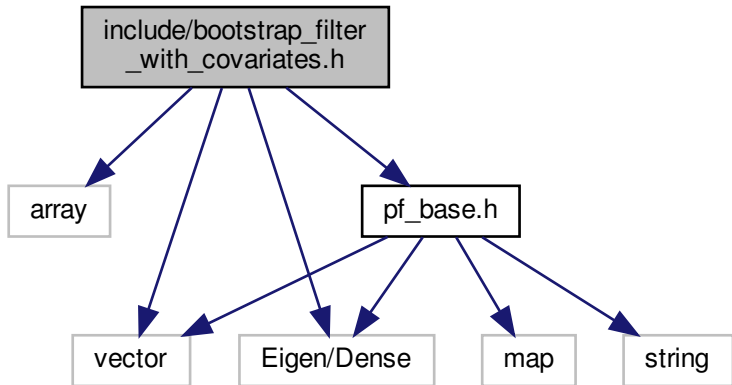 include/bootstrap_filter
_with_covariates.h
array
pf_base.h
vector
Eigen/Dense
map
string